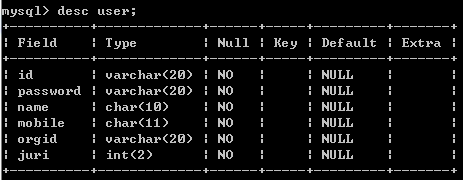 mysql> desc user;
+----------+-------------+------+-----+---------+-------+
| Field    | Type        | Null | Key | Default | Extra |
+----------+-------------+------+-----+---------+-------+
| id       | varchar(20) | NO   |     | NULL    |       |
| password | varchar(20) | NO   |     | NULL    |       |
| name     | char(10)    | NO   |     | NULL    |       |
| mobile   | char(11)    | NO   |     | NULL    |       |
| orgid    | varchar(20) | NO   |     | NULL    |       |
| juri     | int(2)      | NO   |     | NULL    |       |
+----------+-------------+------+-----+---------+-------+